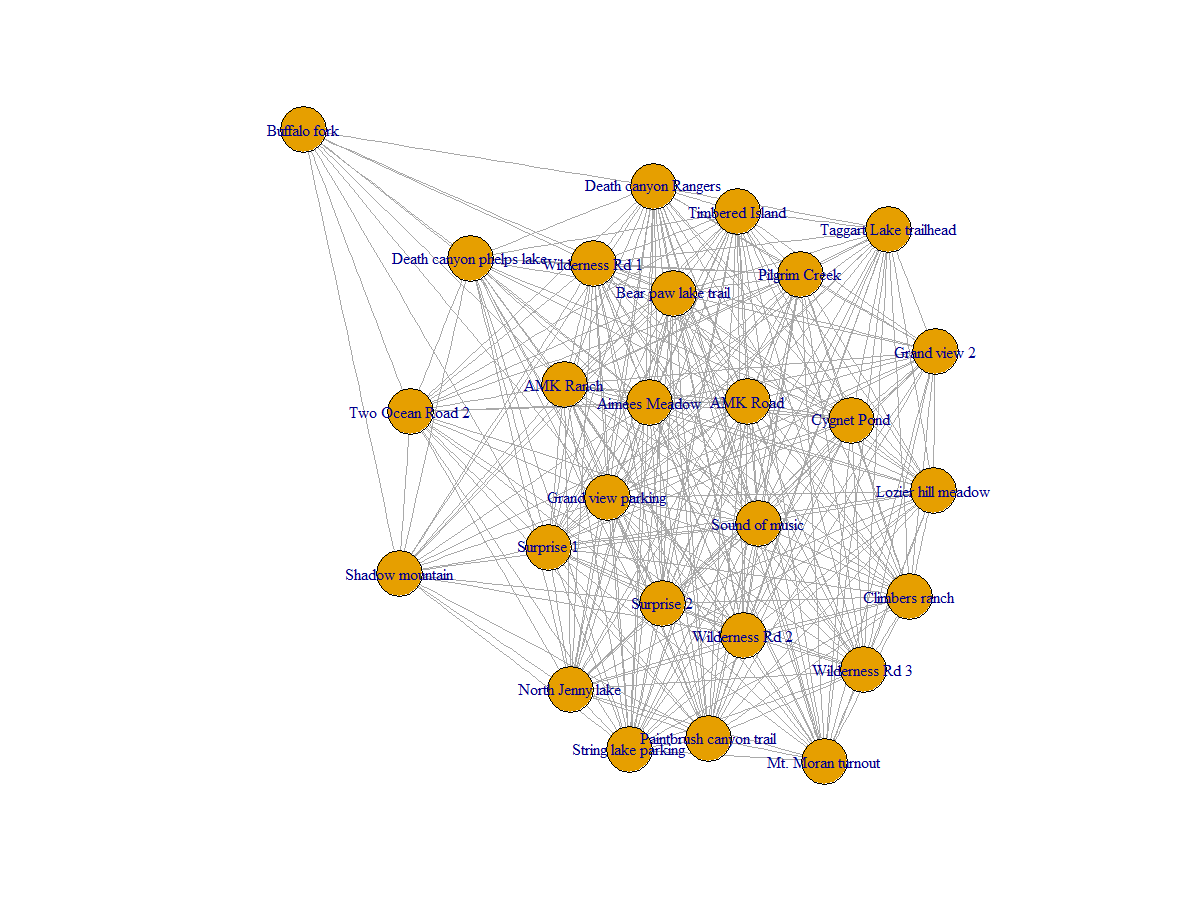 Buffalo fork
Death canyon Rangers
Timbered Island
Taggart Lake trailhead
Death canyon phelps lake
Wilderness Rd 1
Pilgrim Creek
Bear paw lake trail
Grand view 2
AMK Ranch
Aimees Meadow
AMK Road
Two Ocean Road 2
Cygnet Pond
Grand view parking
Lozier hill meadow
Sound of music
Surprise 1
Shadow mountain
Surprise 2
Climbers ranch
Wilderness Rd 2
Wilderness Rd 3
North Jenny lake
Paintbrush canyon trail
String lake parking
Mt. Moran turnout